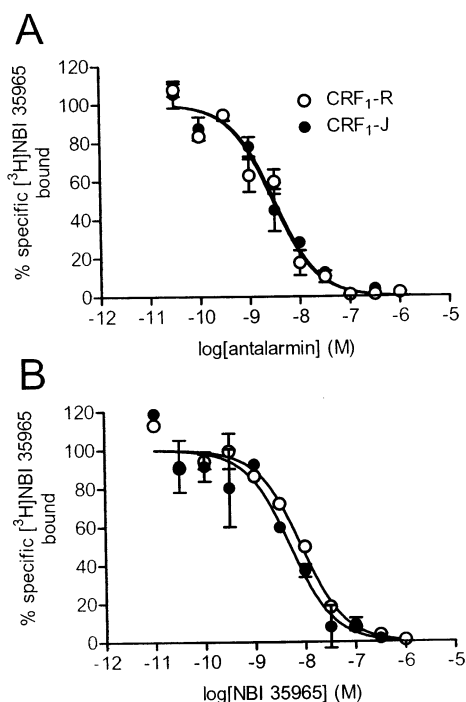 A
120
100
80
60
40
20
0
% specific [³H]NBI 35965
bound
CRF₁-R
CRF₁-J
-12 -11 -10 -9 -8 -7 -6 -5
log[antalarmin] (M)
B
120
100
80
60
40
20
0
% specific [³H]NBI 35965
bound
-12 -11 -10 -9 -8 -7 -6 -5
log[NBI 35965] (M)